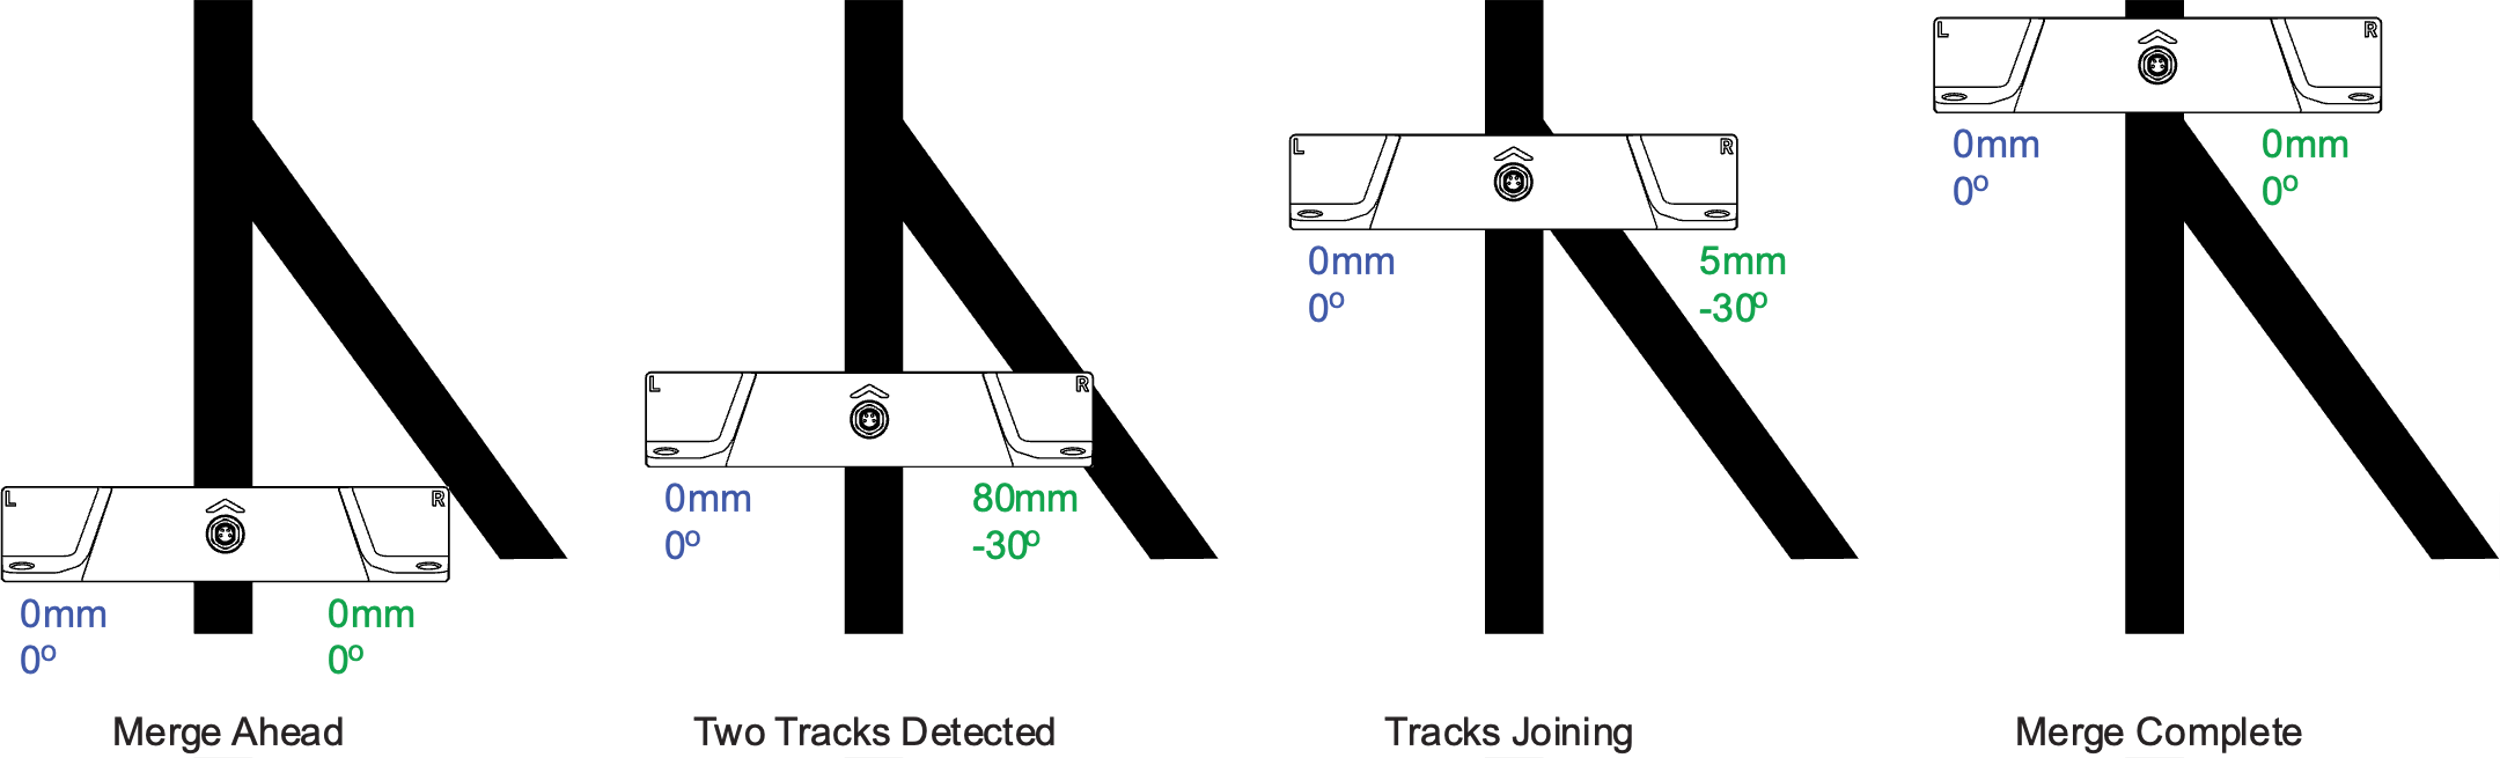 L R
0mm 0mm
0º 0º
Merge Ahead
L R
0mm 80mm
0º -30º
Two Tracks Detected
L R
0mm 5mm
0º -30º
Tracks Joining
L R
0mm 0mm
0º 0º
Merge Complete